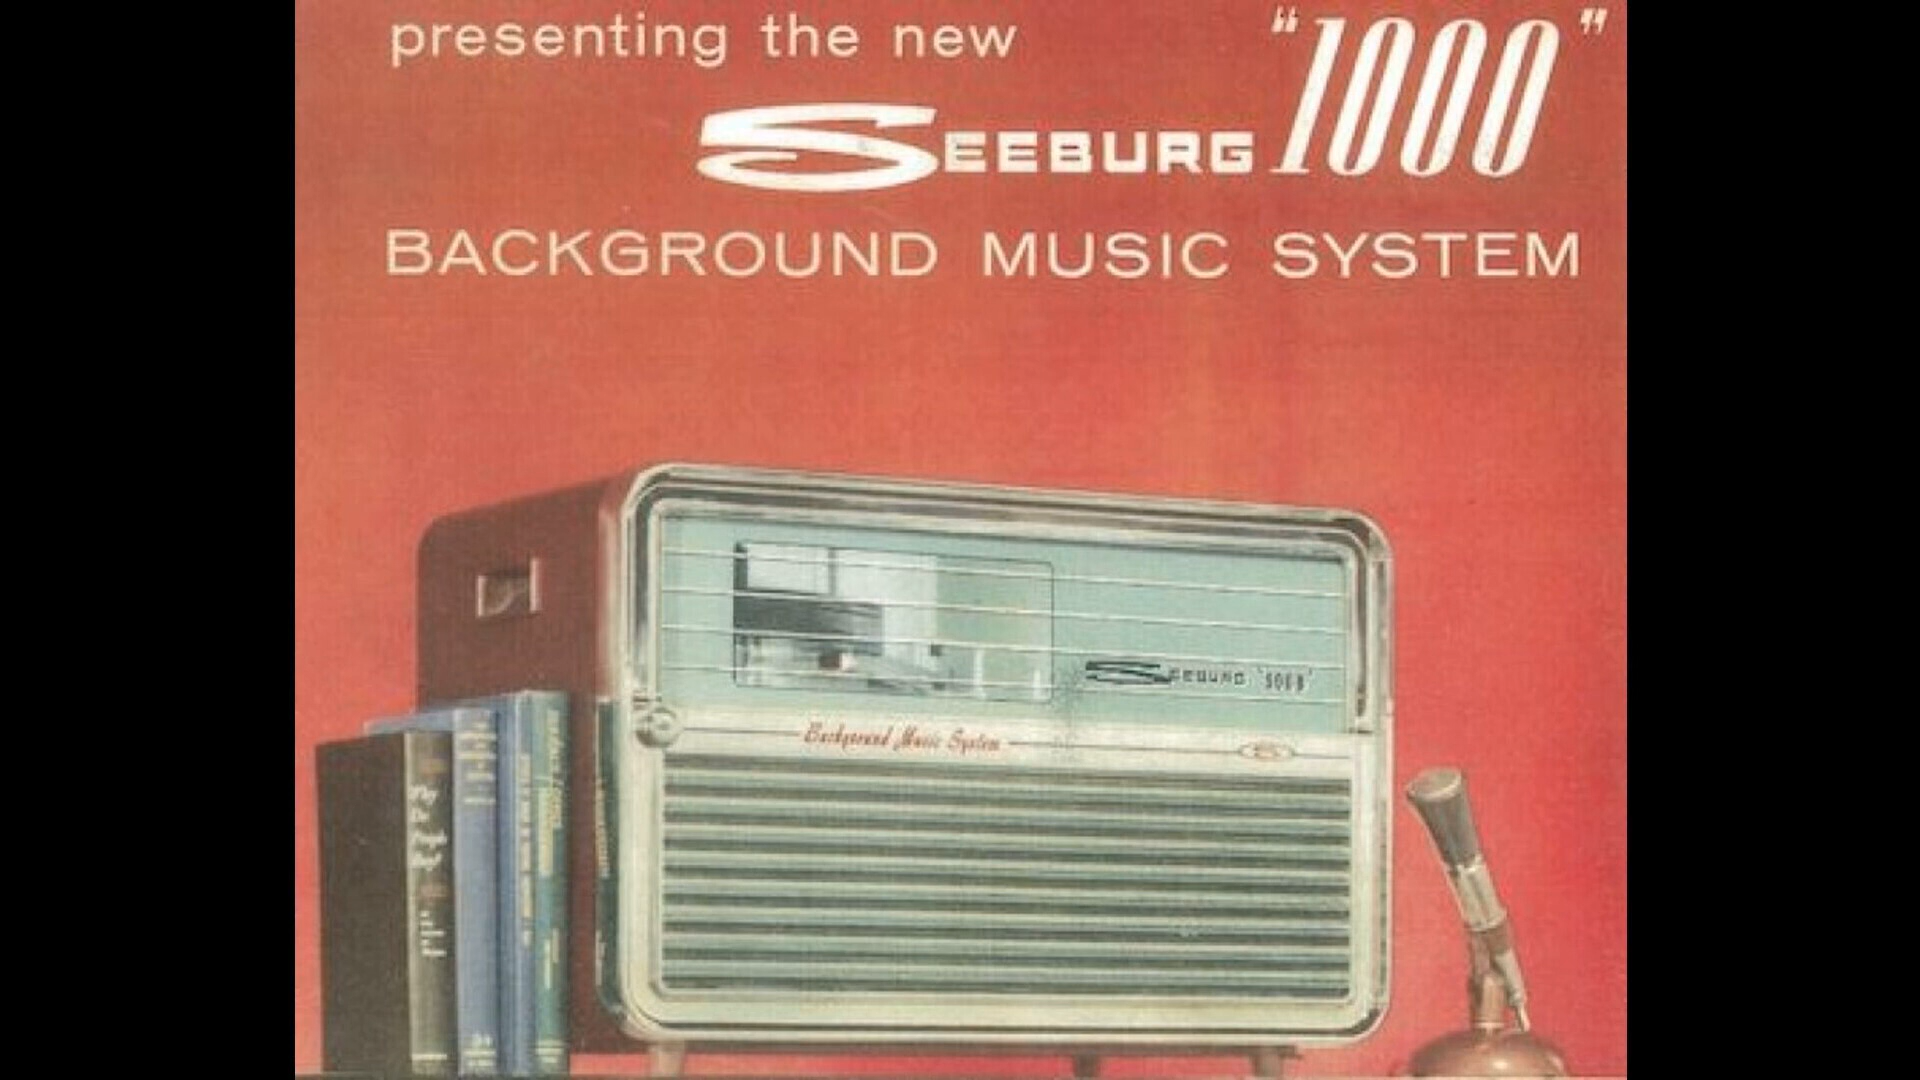 presenting the new
SEEBURG "1000"
BACKGROUND MUSIC SYSTEM
SEEBURG
Background Music System